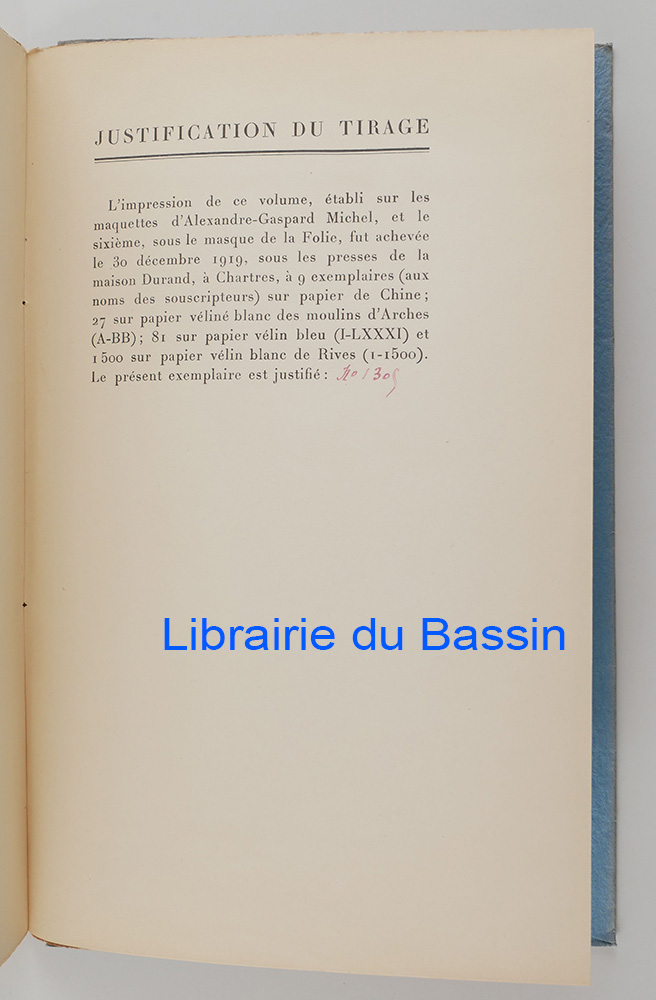 JUSTIFICATION DU TIRAGE
L'impression de ce volume, établi sur les
maquettes d'Alexandre-Gaspard Michel, et le
sixième, sous le masque de la Folie, fut achevée
le 30 décembre 1919, sous les presses de la
maison Durand, à Chartres, à 9 exemplaires (aux
noms des souscripteurs) sur papier de Chine ;
27 sur papier véliné blanc des moulins d'Arches
(A-BB) ; 81 sur papier vélin bleu (I-LXXXI) et
1500 sur papier vélin blanc de Rives (1-1500).
Le présent exemplaire est justifié : No
Librairie du Bassin